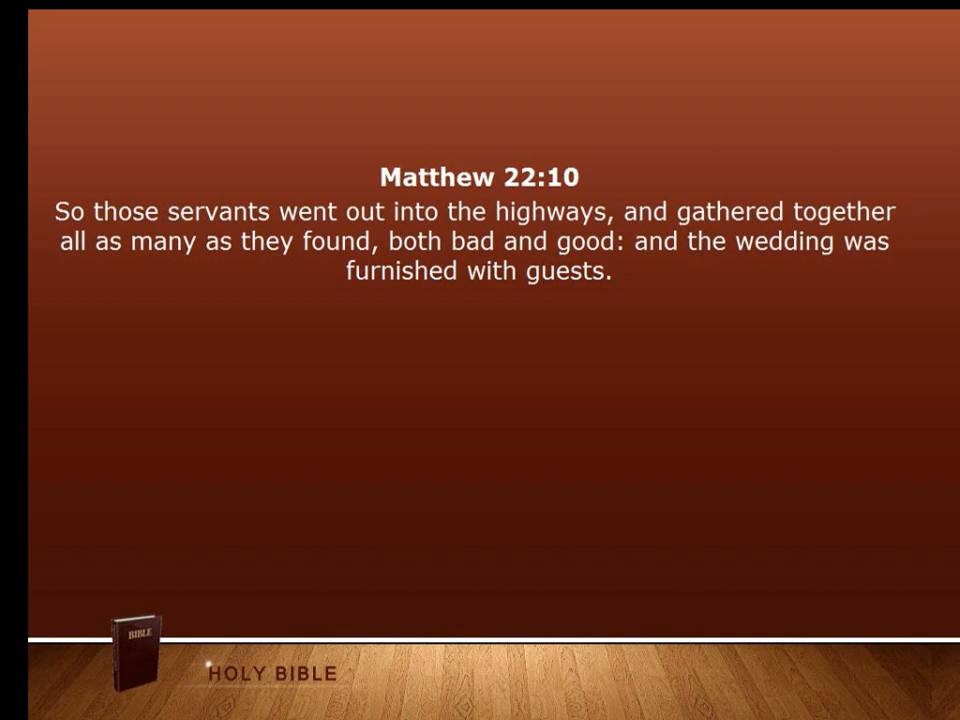 Matthew 22:10
So those servants went out into the highways, and gathered together
all as many as they found, both bad and good: and the wedding was
furnished with guests.
BIBLE
HOLY BIBLE